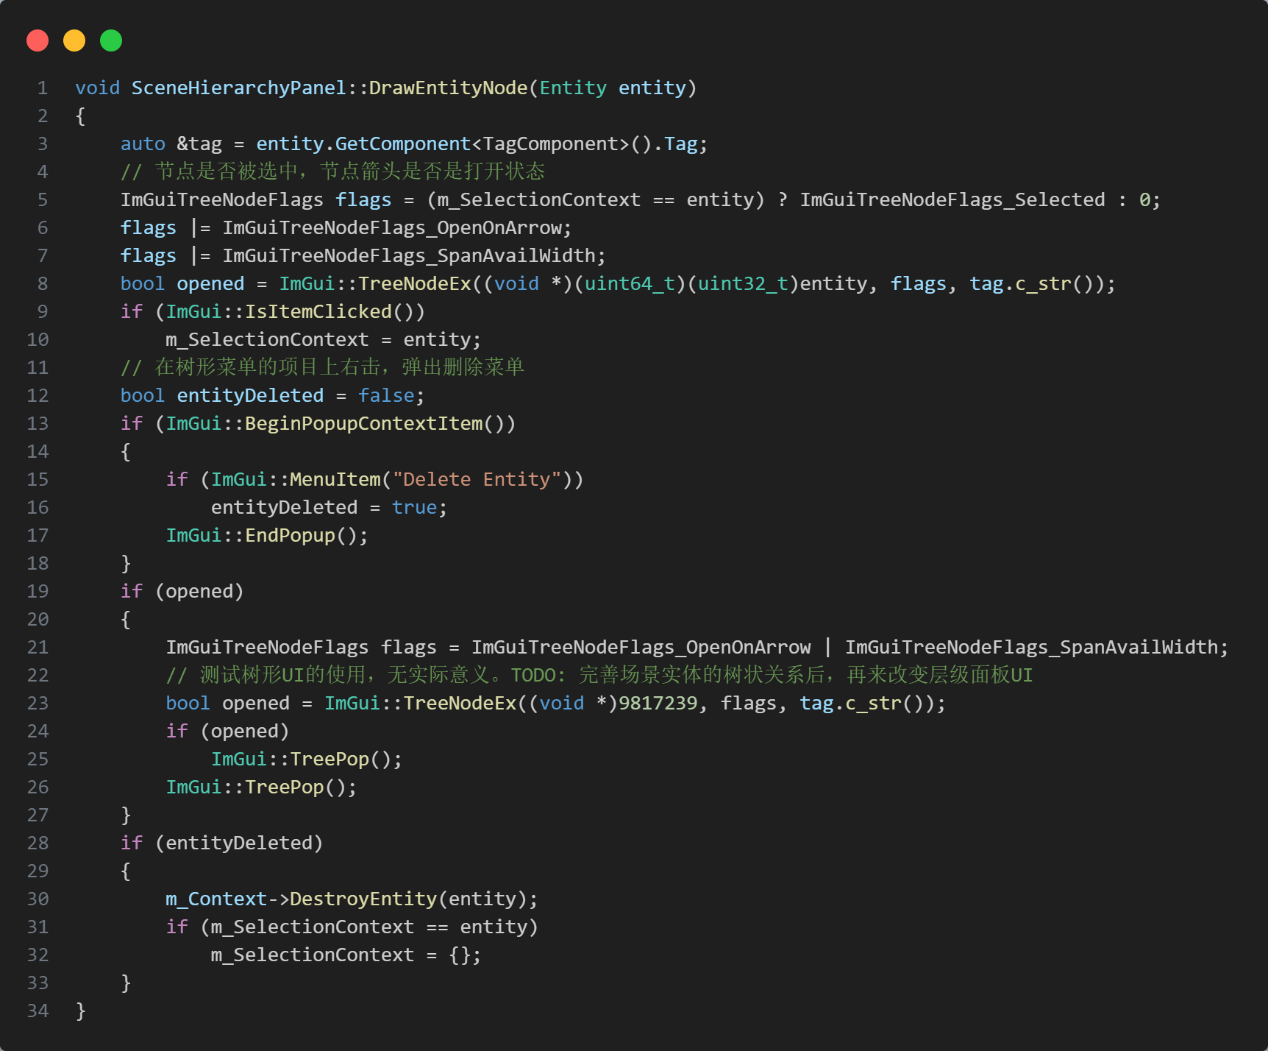 1 void SceneHierarchyPanel::DrawEntityNode(Entity entity)
2 {
3     auto &tag = entity.GetComponent<TagComponent>().Tag;
4     // 节点是否被选中，节点箭头是否是打开状态
5     ImGuiTreeNodeFlags flags = (m_SelectionContext == entity) ? ImGuiTreeNodeFlags_Selected : 0;
6     flags |= ImGuiTreeNodeFlags_OpenOnArrow;
7     flags |= ImGuiTreeNodeFlags_SpanAvailWidth;
8     bool opened = ImGui::TreeNodeEx((void *)(uint64_t)(uint32_t)entity, flags, tag.c_str());
9     if (ImGui::IsItemClicked())
10         m_SelectionContext = entity;
11     // 在树形菜单的项目上右击，弹出删除菜单
12     bool entityDeleted = false;
13     if (ImGui::BeginPopupContextItem())
14     {
15         if (ImGui::MenuItem("Delete Entity"))
16             entityDeleted = true;
17         ImGui::EndPopup();
18     }
19     if (opened)
20     {
21         ImGuiTreeNodeFlags flags = ImGuiTreeNodeFlags_OpenOnArrow | ImGuiTreeNodeFlags_SpanAvailWidth;
22         // 测试树形UI的使用，无实际意义。TODO: 完善场景实体的树状关系后，再来改变层级面板UI
23         bool opened = ImGui::TreeNodeEx((void *)9817239, flags, tag.c_str());
24         if (opened)
25             ImGui::TreePop();
26         ImGui::TreePop();
27     }
28     if (entityDeleted)
29     {
30         m_Context->DestroyEntity(entity);
31         if (m_SelectionContext == entity)
32             m_SelectionContext = {};
33     }
34 }